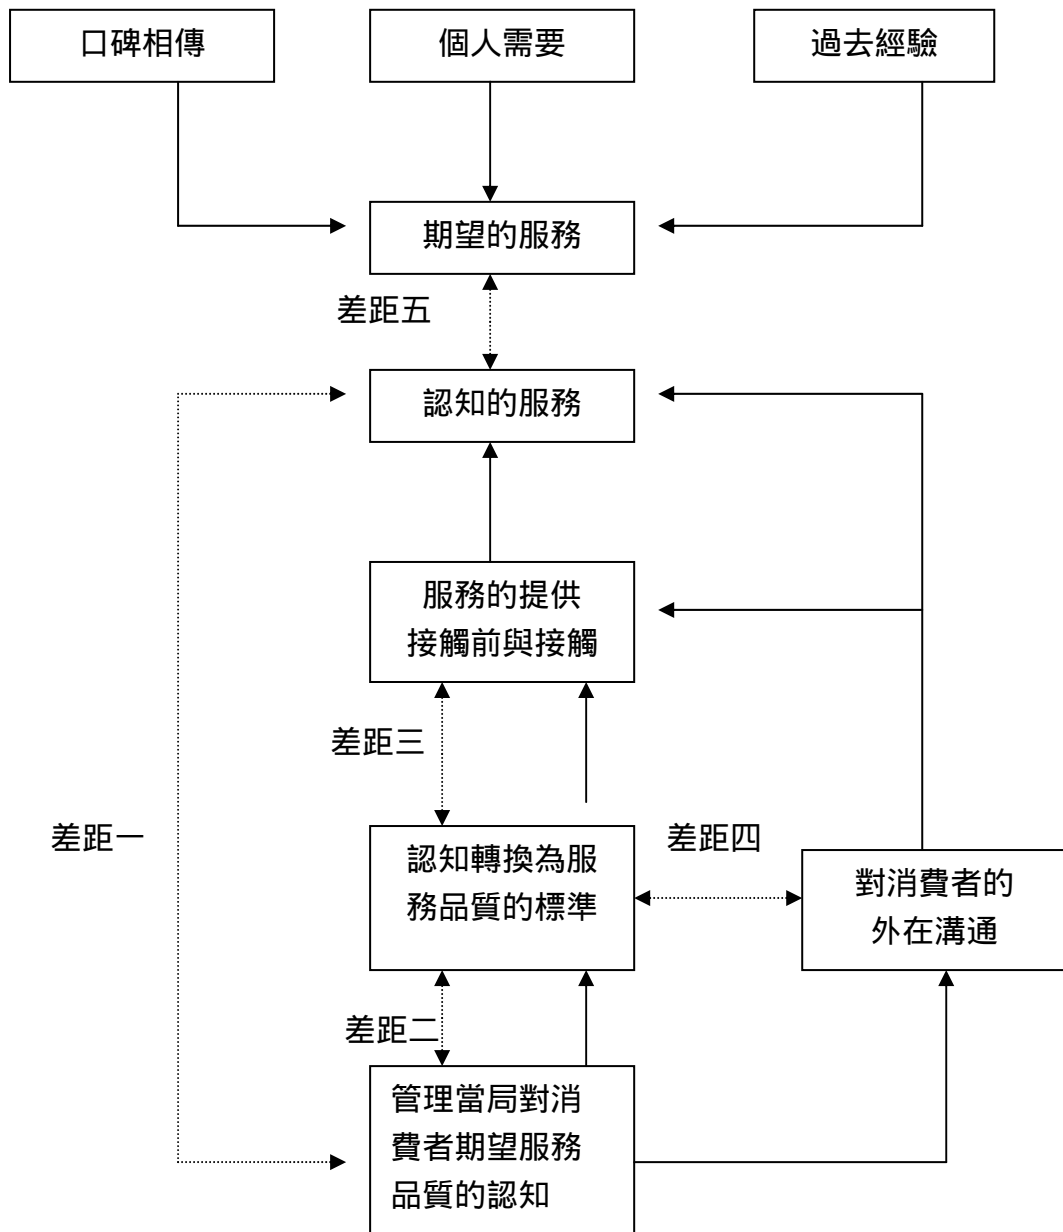 口碑相傳
個人需要
過去經驗
期望的服務
差距五
認知的服務
服務的提供
接觸前與接觸
差距三
差距一
認知轉換為服
務品質的標準
差距四
對消費者的
外在溝通
差距二
管理當局對消
費者期望服務
品質的認知